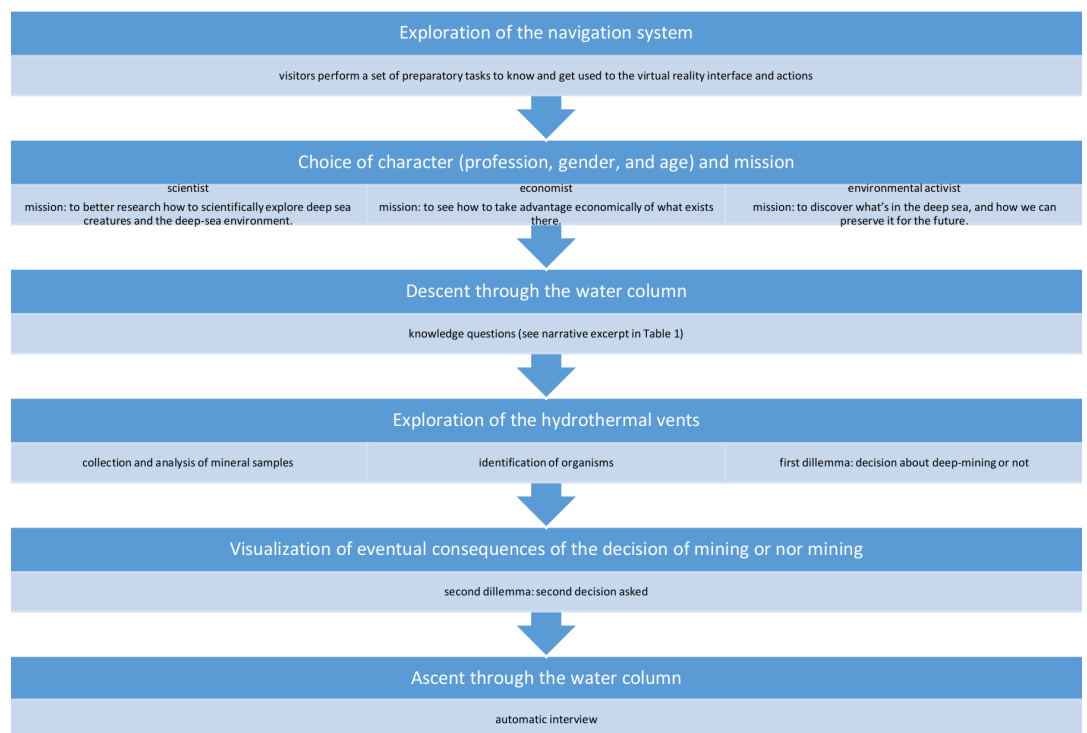 Exploration of the navigation system
visitors perform a set of preparatory tasks to know and get used to the virtual reality interface and actions
Choice of character (profession, gender, and age) and mission
scientist
mission: to better research how to scientifically explore deep sea
creatures and the deep-sea environment.
economist
mission: to see how to take advantage economically of what exists
there.
environmental activist
mission: to discover what's in the deep sea, and how we can
preserve it for the future.
Descent through the water column
knowledge questions (see narrative excerpt in Table 1)
Exploration of the hydrothermal vents
collection and analysis of mineral samples
identification of organisms
first dilemma: decision about deep-mining or not
Visualization of eventual consequences of the decision of mining or nor mining
second dillemma: second decision asked
Ascent through the water column
automatic interview